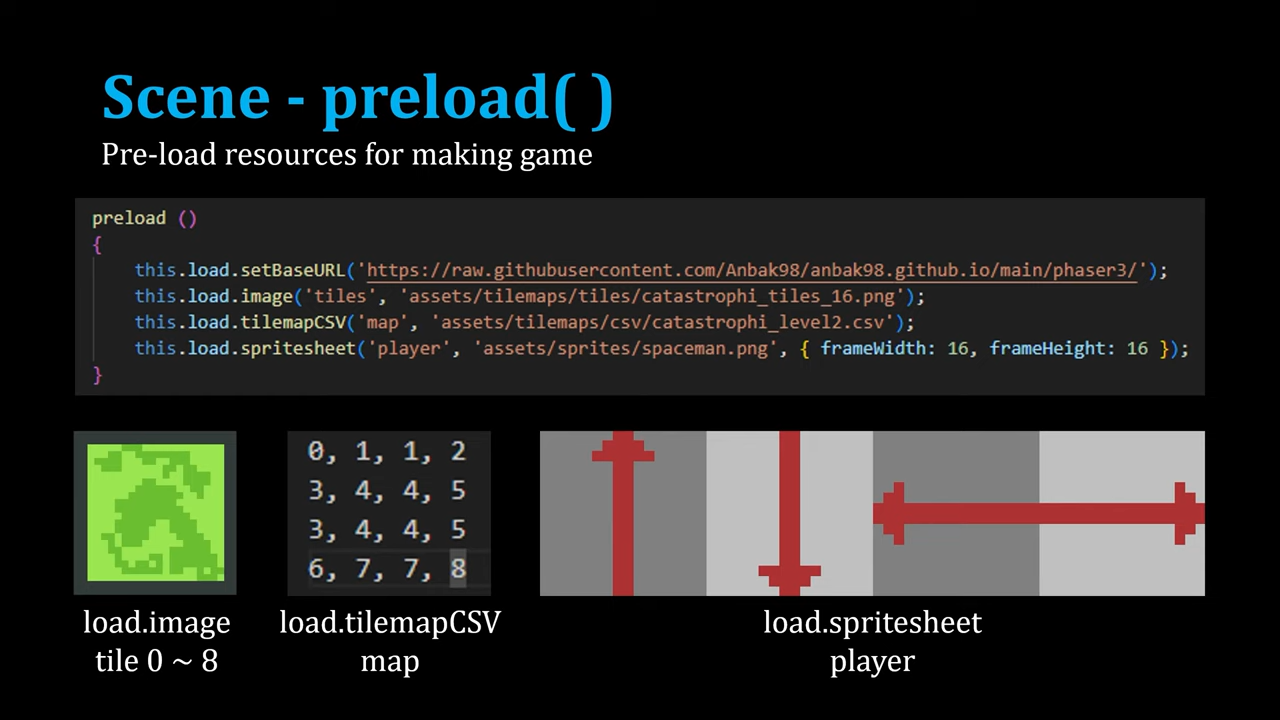 Scene - preload( )
Pre-load resources for making game
preload ()
{
this.load.setBaseURL('https://raw.githubusercontent.com/Anbak98/anbak98.github.io/main/phaser3/');
this.load.image('tiles', 'assets/tilemaps/tiles/catastrophi_tiles_16.png');
this.load.tilemapCSV('map', 'assets/tilemaps/csv/catastrophi_level2.csv');
this.load.spritesheet('player', 'assets/sprites/spaceman.png', { frameWidth: 16, frameHeight: 16 });
}
0, 1, 1, 2
3, 4, 4, 5
3, 4, 4, 5
6, 7, 7, 8
load.image
tile 0 ~ 8
load.tilemapCSV
map
load.spritesheet
player